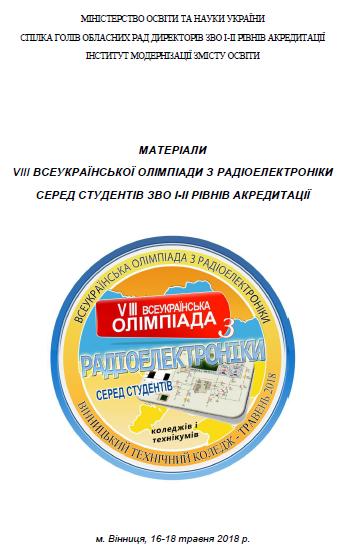 МІНІСТЕРСТВО ОСВІТИ ТА НАУКИ УКРАЇНИ
СПІЛКА ГОЛІВ ОБЛАСНИХ РАД ДИРЕКТОРІВ ЗВО І-ІІ РІВНІВ АКРЕДИТАЦІЇ
ІНСТИТУТ МОДЕРНІЗАЦІЇ ЗМІСТУ ОСВІТИ
МАТЕРІАЛИ
VIII ВСЕУКРАЇНСЬКОЇ ОЛІМПІАДИ З РАДІОЕЛЕКТРОНІКИ
СЕРЕД СТУДЕНТІВ ЗВО І-ІІ РІВНІВ АКРЕДИТАЦІЇ
ВСЕУКРАЇНСЬКА ОЛІМПІАДА З РАДІОЕЛЕКТРОНІКИ
VIII ВСЕУКРАЇНСЬКА
ОЛІМПІАДА З
РАДІОЕЛЕКТРОНІКИ
СЕРЕД СТУДЕНТІВ
коледжів і
технікумів
ВІННИЦЬКИЙ ТЕХНІЧНИЙ КОЛЕДЖ - ТРАВЕНЬ 2018
м. Вінниця, 16-18 травня 2018 р.